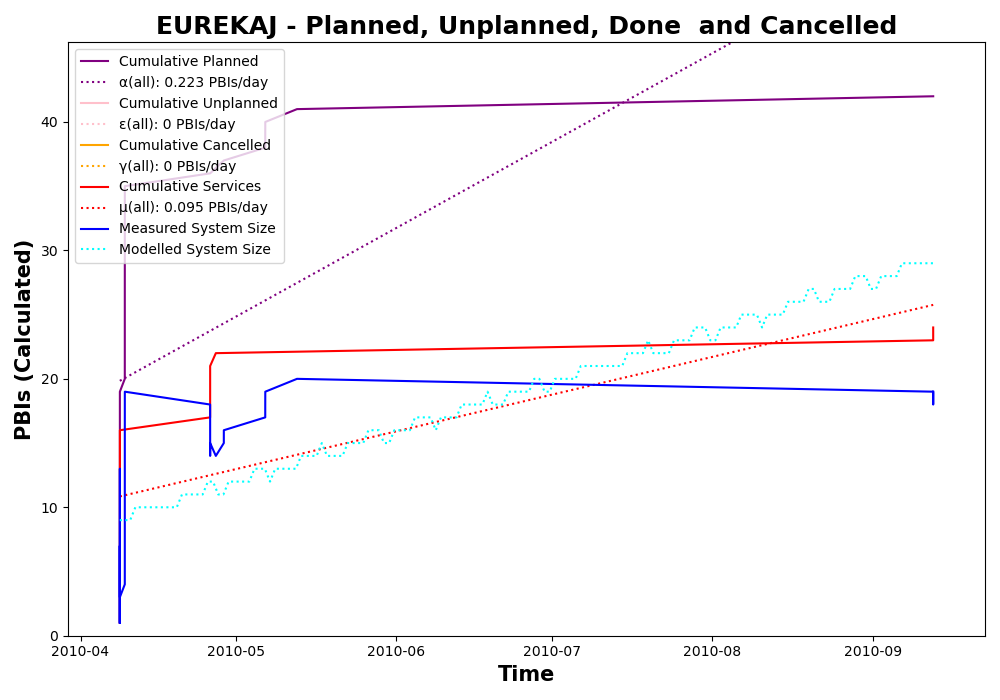 EUREKAJ - Planned, Unplanned, Done  and Cancelled
Cumulative Planned
α(all): 0.223 PBIs/day
Cumulative Unplanned
ε(all): 0 PBIs/day
Cumulative Cancelled
γ(all): 0 PBIs/day
Cumulative Services
μ(all): 0.095 PBIs/day
Measured System Size
Modelled System Size
PBIs (Calculated)
40
30
20
10
0
2010-04 2010-05 2010-06 2010-07 2010-08 2010-09
Time